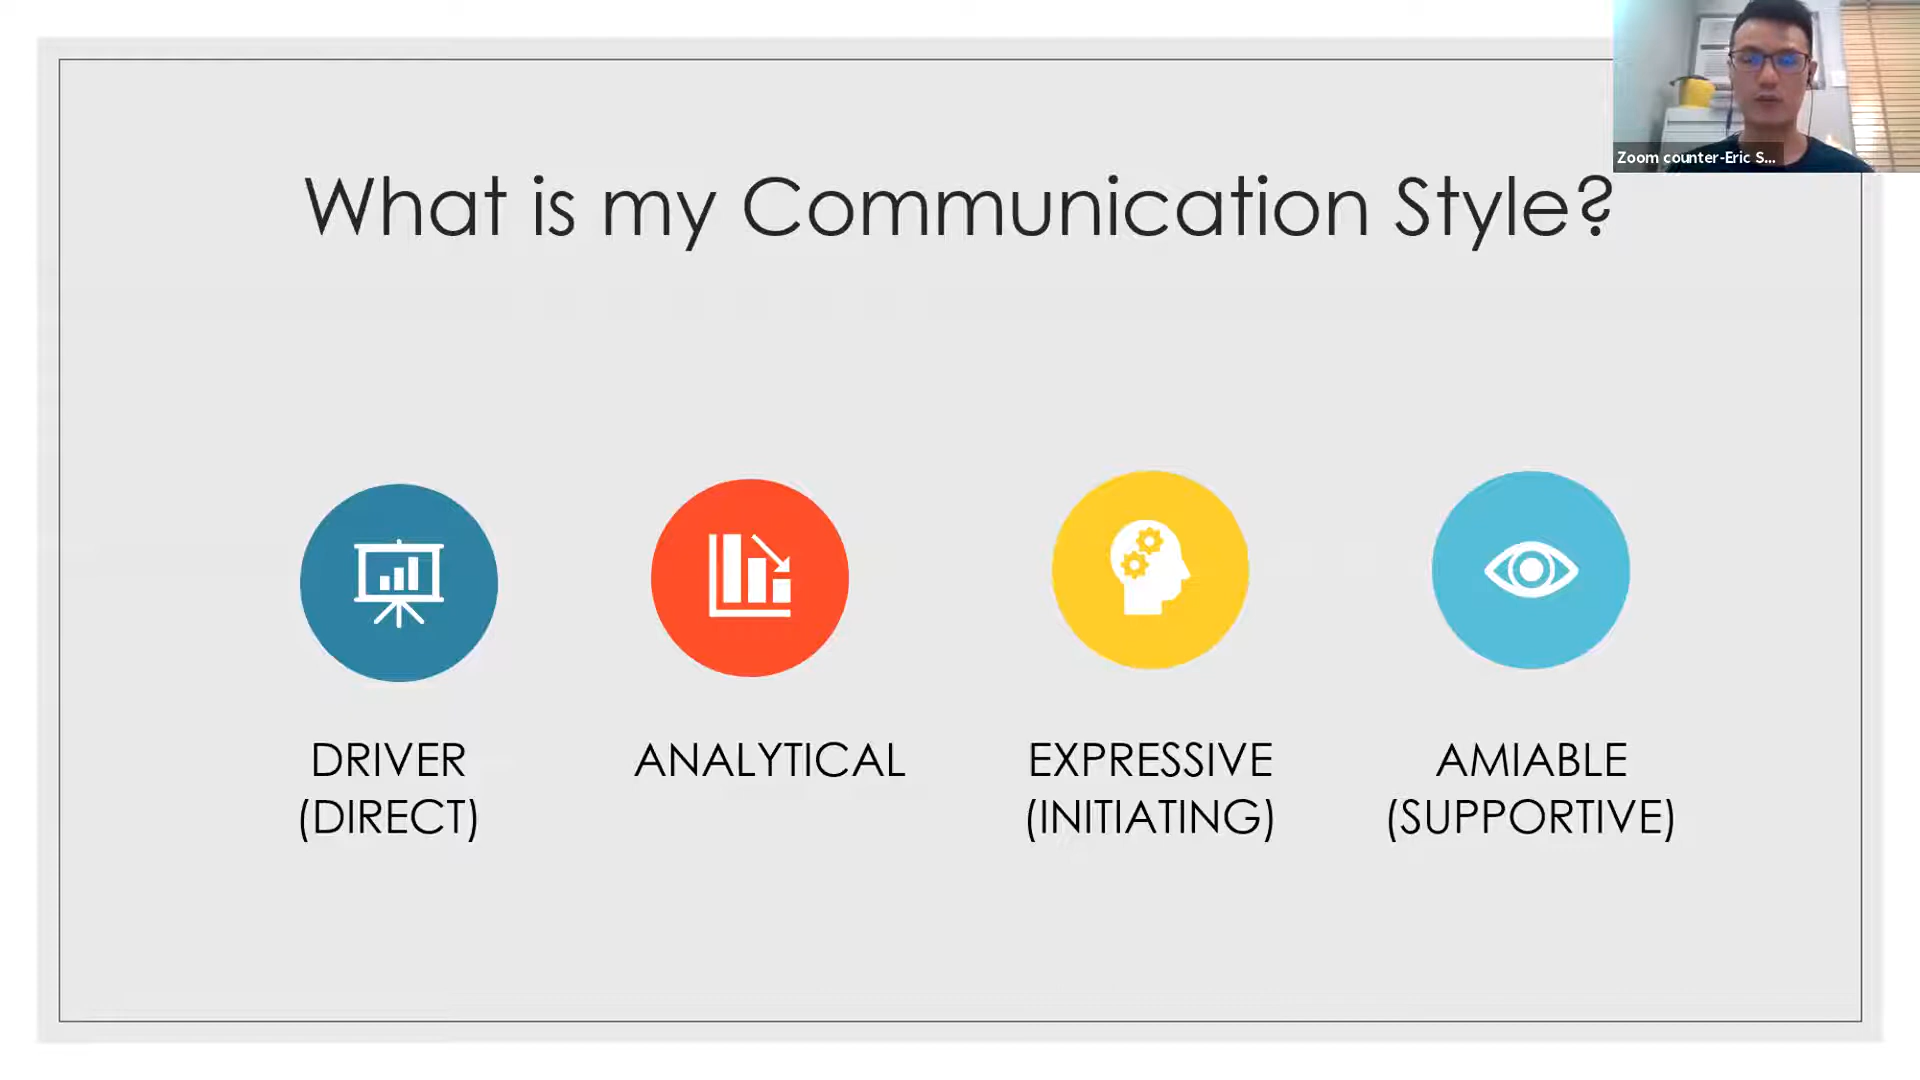 Zoom counter-Eric S...
What is my Communication Style?
DRIVER
(DIRECT)
ANALYTICAL
EXPRESSIVE
(INITIATING)
AMIABLE
(SUPPORTIVE)